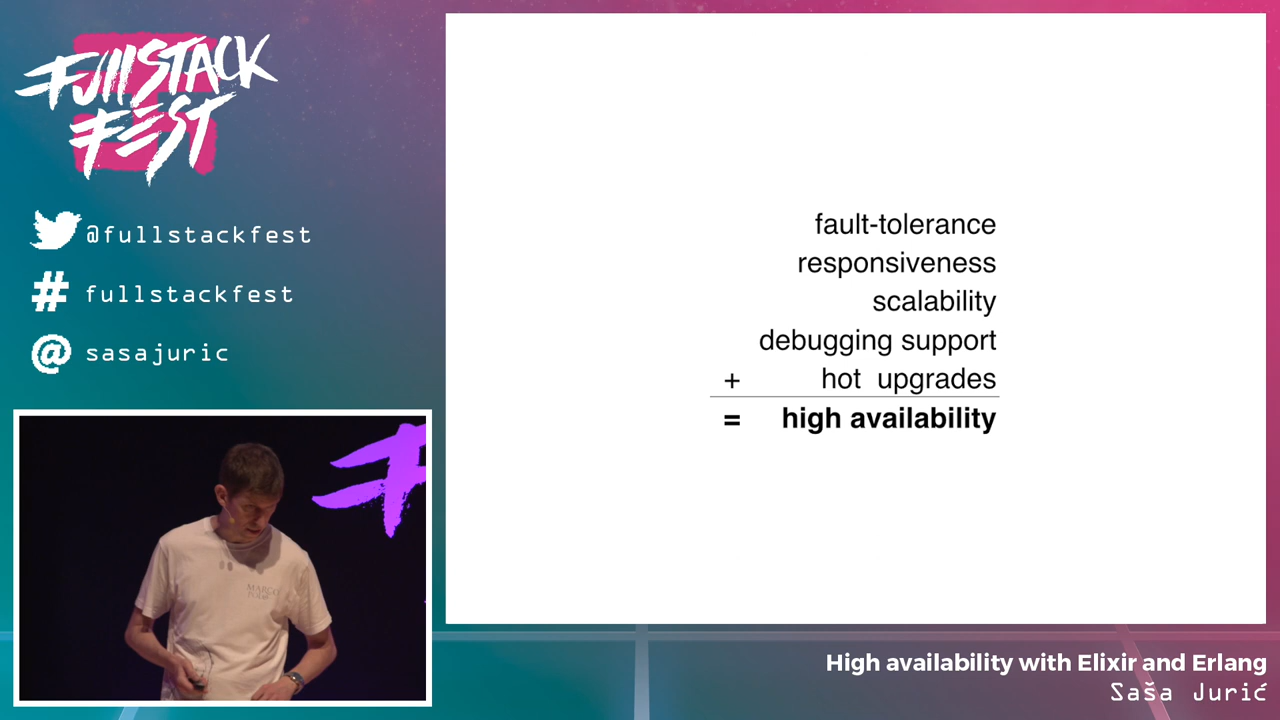 FullSTACK
FEST
@fullstackfest
# fullstackfest
@ sasajuric
fault-tolerance
responsiveness
scalability
debugging support
+ hot upgrades
= high availability
High availability with Elixir and Erlang
Saša Jurić